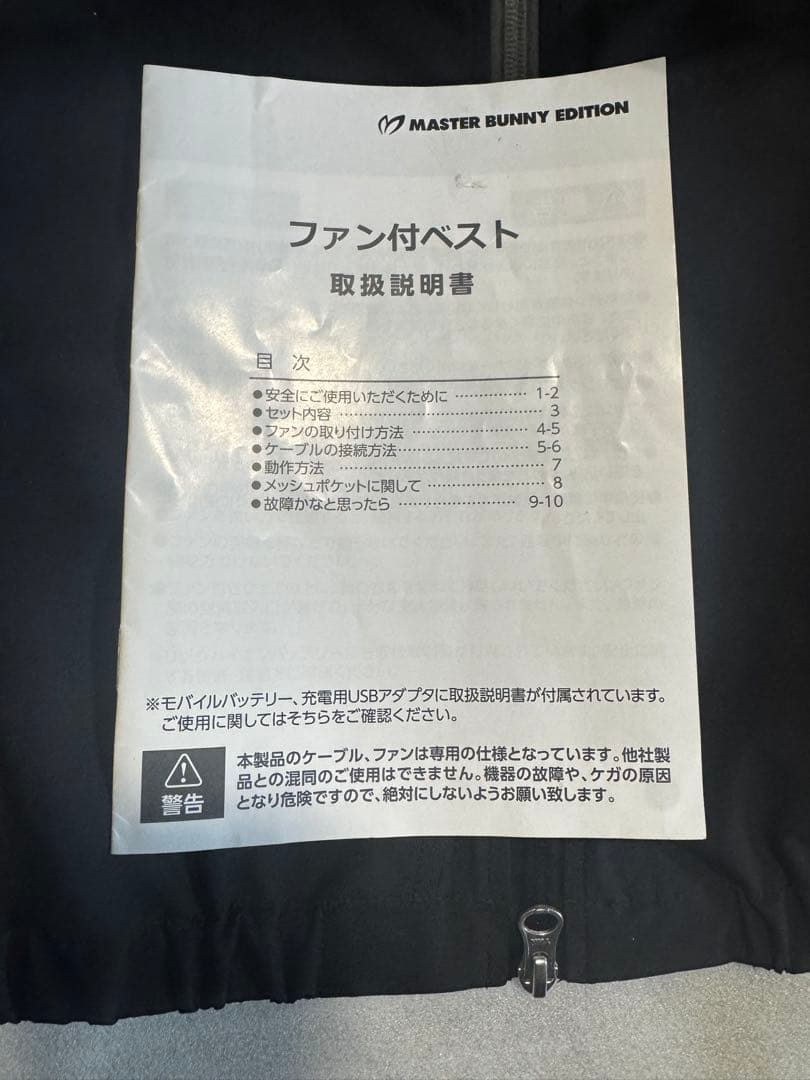 MASTER BUNNY EDITION
ファン付ベスト
取扱説明書
目 次
●安全にご使用いただくために …………… 1-2
●セット内容 ………………………………… 3
●ファンの取り付け方法 …………………… 4-5
●ケーブルの接続方法……………………… 5-6
●動作方法 …………………………………… 7
●メッシュポケットに関して ……………… 8
●故障かなと思ったら …………………… 9-10
※モバイルバッテリー、充電用USBアダプタに取扱説明書が付属されています。
ご使用に関してはそちらをご確認ください。
警告
本製品のケーブル、ファンは専用の仕様となっています。他社製
品との混同のご使用はできません。機器の故障や、ケガの原因
となり危険ですので、絶対にしないようお願い致します。